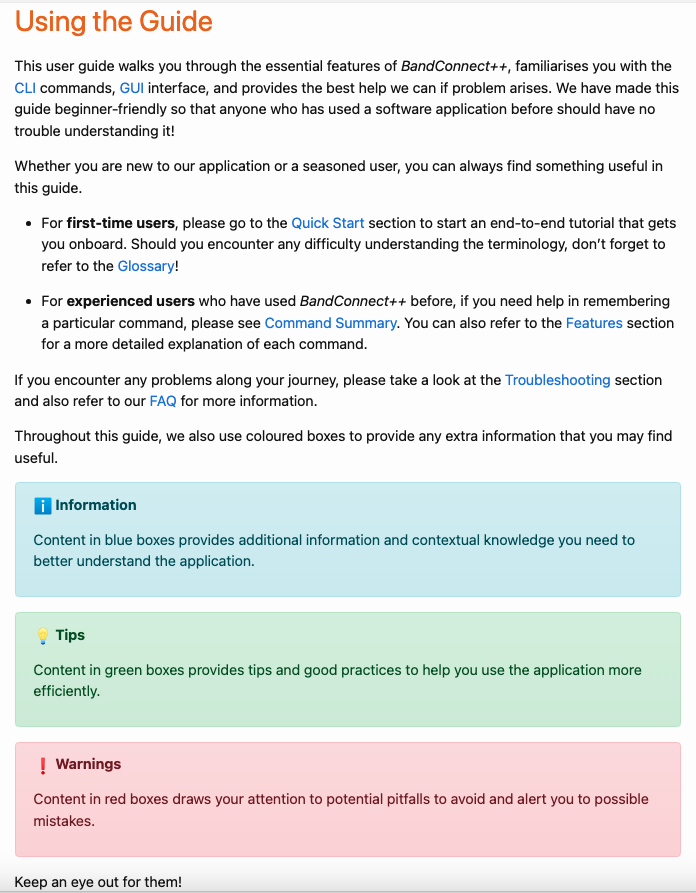 Using the Guide
This user guide walks you through the essential features of BandConnect++, familiarises you with the
CLI commands, GUI interface, and provides the best help we can if problem arises. We have made this
guide beginner-friendly so that anyone who has used a software application before should have no
trouble understanding it!
Whether you are new to our application or a seasoned user, you can always find something useful in
this guide.
• For first-time users, please go to the Quick Start section to start an end-to-end tutorial that gets
you onboard. Should you encounter any difficulty understanding the terminology, don’t forget to
refer to the Glossary!
• For experienced users who have used BandConnect++ before, if you need help in remembering
a particular command, please see Command Summary. You can also refer to the Features section
for a more detailed explanation of each command.
If you encounter any problems along your journey, please take a look at the Troubleshooting section
and also refer to our FAQ for more information.
Throughout this guide, we also use coloured boxes to provide any extra information that you may find
useful.
ℹ️ Information
Content in blue boxes provides additional information and contextual knowledge you need to
better understand the application.
💡 Tips
Content in green boxes provides tips and good practices to help you use the application more
efficiently.
❗ Warnings
Content in red boxes draws your attention to potential pitfalls to avoid and alert you to possible
mistakes.
Keep an eye out for them!